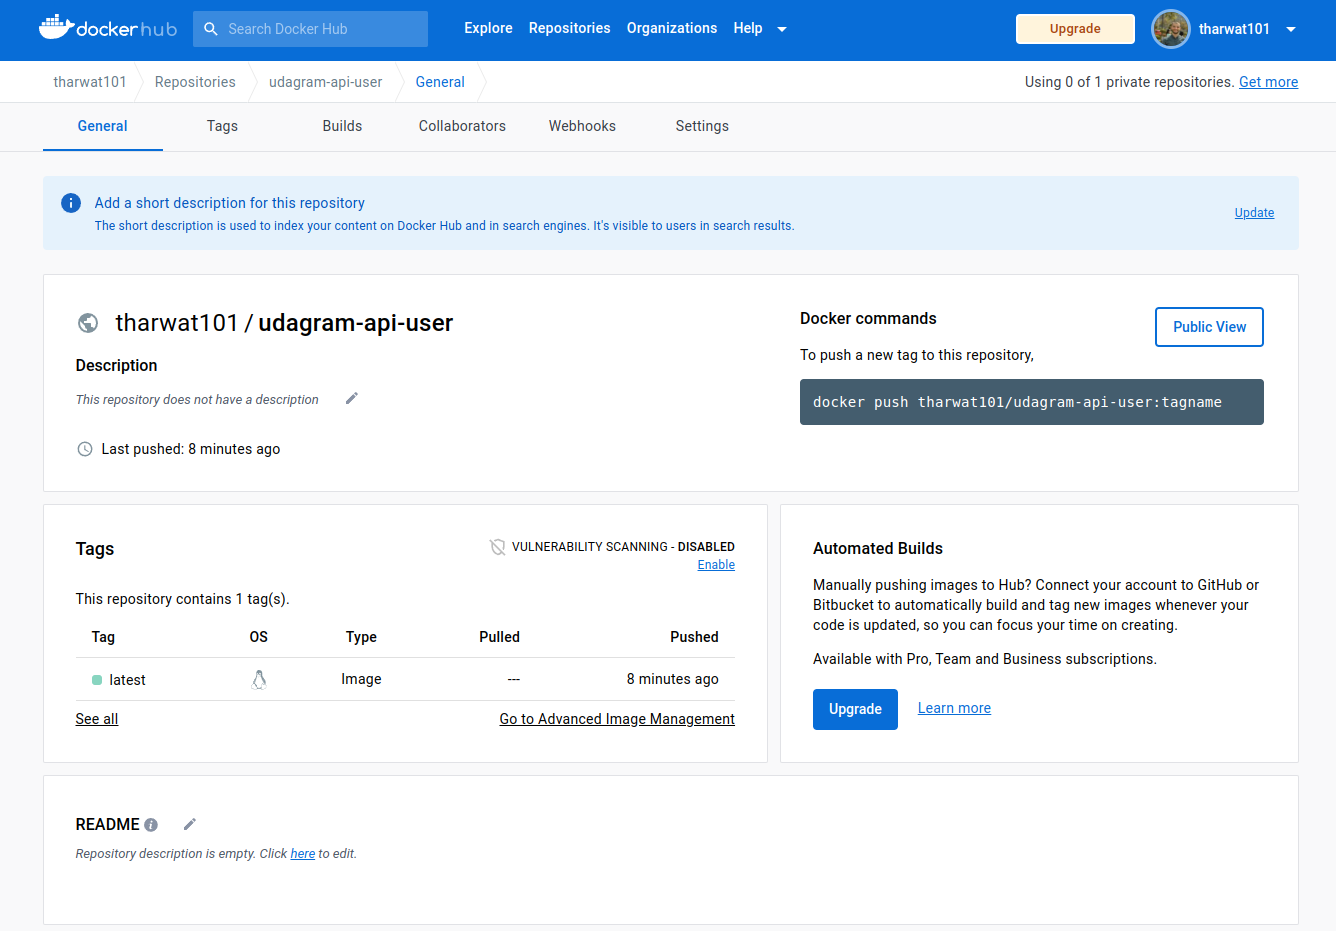 docker hub
Search Docker Hub
Explore Repositories Organizations Help
Upgrade
tharwat101
tharwat101 Repositories udagram-api-user General
Using 0 of 1 private repositories. Get more
General Tags Builds Collaborators Webhooks Settings
Add a short description for this repository
The short description is used to index your content on Docker Hub and in search engines. It's visible to users in search results.
Update
tharwat101 / udagram-api-user
Description
This repository does not have a description
Last pushed: 8 minutes ago
Docker commands
Public View
To push a new tag to this repository,
docker push tharwat101/udagram-api-user:tagname
Tags
VULNERABILITY SCANNING - DISABLED
Enable
This repository contains 1 tag(s).
Tag OS Type Pulled Pushed
latest Image --- 8 minutes ago
See all
Go to Advanced Image Management
Automated Builds
Manually pushing images to Hub? Connect your account to GitHub or
Bitbucket to automatically build and tag new images whenever your
code is updated, so you can focus your time on creating.
Available with Pro, Team and Business subscriptions.
Upgrade
Learn more
README
Repository description is empty. Click here to edit.